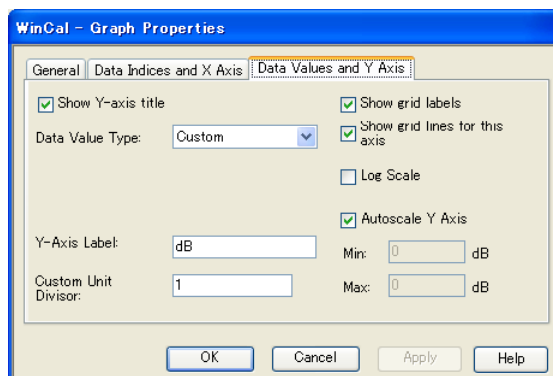 WinCal - Graph Properties
General Data Indices and X Axis Data Values and Y Axis
Show Y-axis title
Show grid labels
Data Value Type: Custom
Show grid lines for this axis
Log Scale
Autoscale Y Axis
Y-Axis Label: dB
Min: 0 dB
Custom Unit Divisor: 1
Max: 0 dB
OK Cancel Apply Help